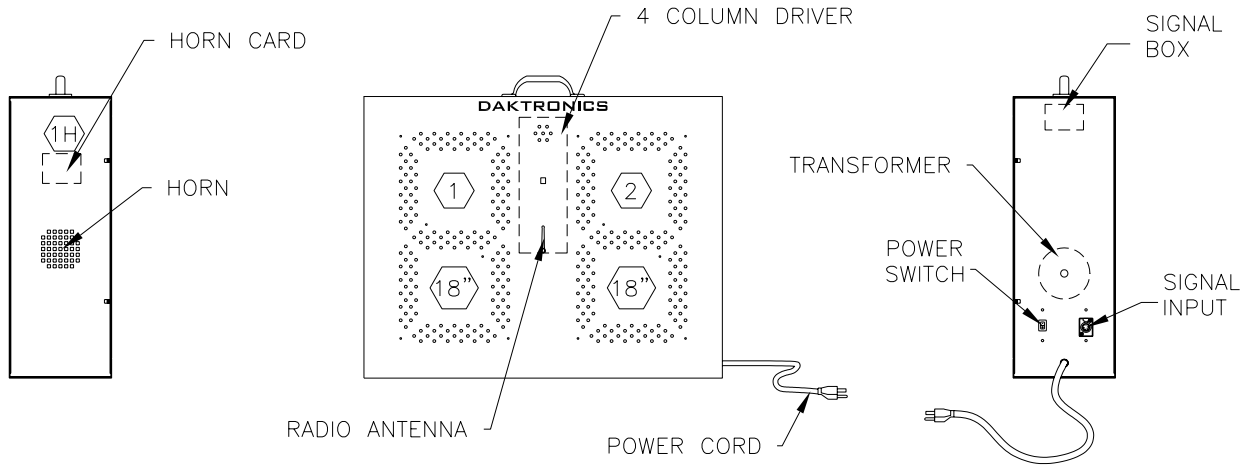 HORN CARD
1H
HORN
4 COLUMN DRIVER
DAKTRONICS
1
2
18"
18"
RADIO ANTENNA
POWER CORD
SIGNAL
BOX
TRANSFORMER
POWER
SWITCH
SIGNAL
INPUT